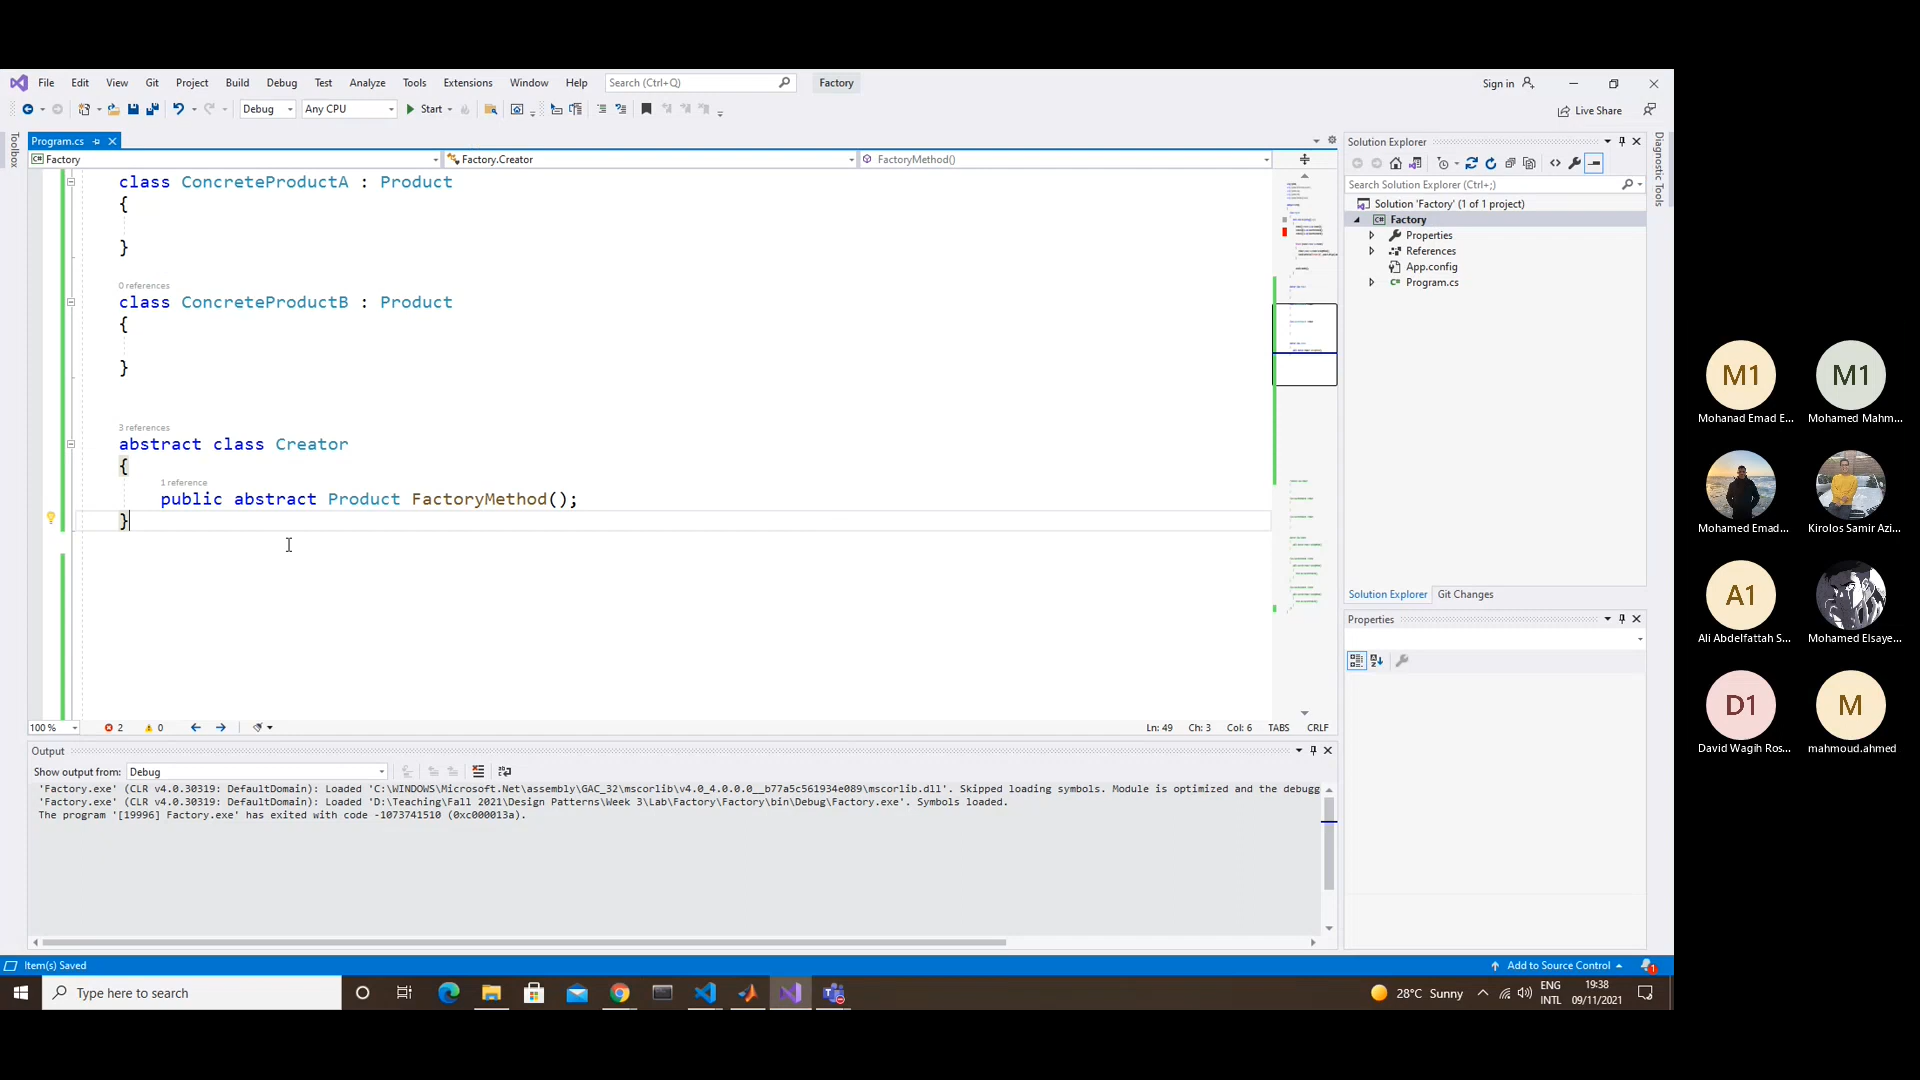 File Edit View Git Project Build Debug Test Analyze Tools Extensions Window Help Search (Ctrl+Q) Factory Sign in
Debug Any CPU Start Live Share
Toolbox
Program.cs
Factory Factory.Creator FactoryMethod()
class ConcreteProductA : Product
{
}
0 references
class ConcreteProductB : Product
{
}
3 references
abstract class Creator
{
1 reference
public abstract Product FactoryMethod();
}
100 % 2 0 Ln: 49 Ch: 3 Col: 6 TABS CRLF
Solution Explorer
Search Solution Explorer (Ctrl+;)
Solution 'Factory' (1 of 1 project)
Factory
Properties
References
App.config
Program.cs
Solution Explorer Git Changes
Properties
Diagnostic Tools
Output
Show output from: Debug
'Factory.exe' (CLR v4.0.30319: DefaultDomain): Loaded 'C:\WINDOWS\Microsoft.Net\assembly\GAC_32\mscorlib\v4.0_4.0.0.0__b77a5c561934e089\mscorlib.dll'. Skipped loading symbols. Module is optimized and the debugg
'Factory.exe' (CLR v4.0.30319: DefaultDomain): Loaded 'D:\Teaching\Fall 2021\Design Patterns\Week 3\Lab\Factory\Factory\bin\Debug\Factory.exe'. Symbols loaded.
The program '[19996] Factory.exe' has exited with code -1073741510 (0xc000013a).
Item(s) Saved Add to Source Control 1
Type here to search 28°C Sunny ENG INTL 19:38 09/11/2021
M1 M1
Mohanad Emad E... Mohamed Mahm...
Mohamed Emad... Kirolos Samir Azi...
A1
Ali Abdelfattah S... Mohamed Elsaye...
D1 M
David Wagih Ros... mahmoud.ahmed